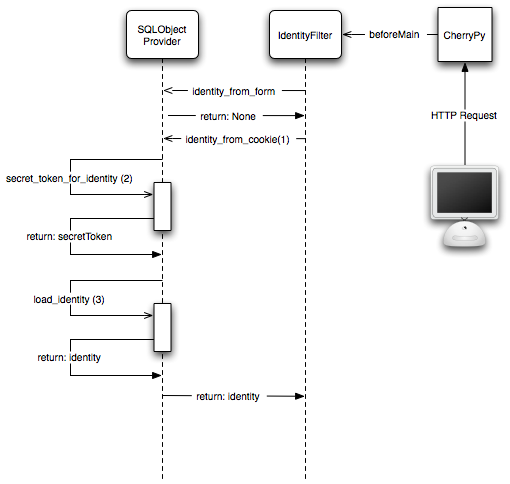 SQLObject
Provider
IdentityFilter
beforeMain
CherryPy
identity_from_form
return: None
HTTP Request
identity_from_cookie(1)
secret_token_for_identity (2)
return: secretToken
load_identity (3)
return: identity
return: identity